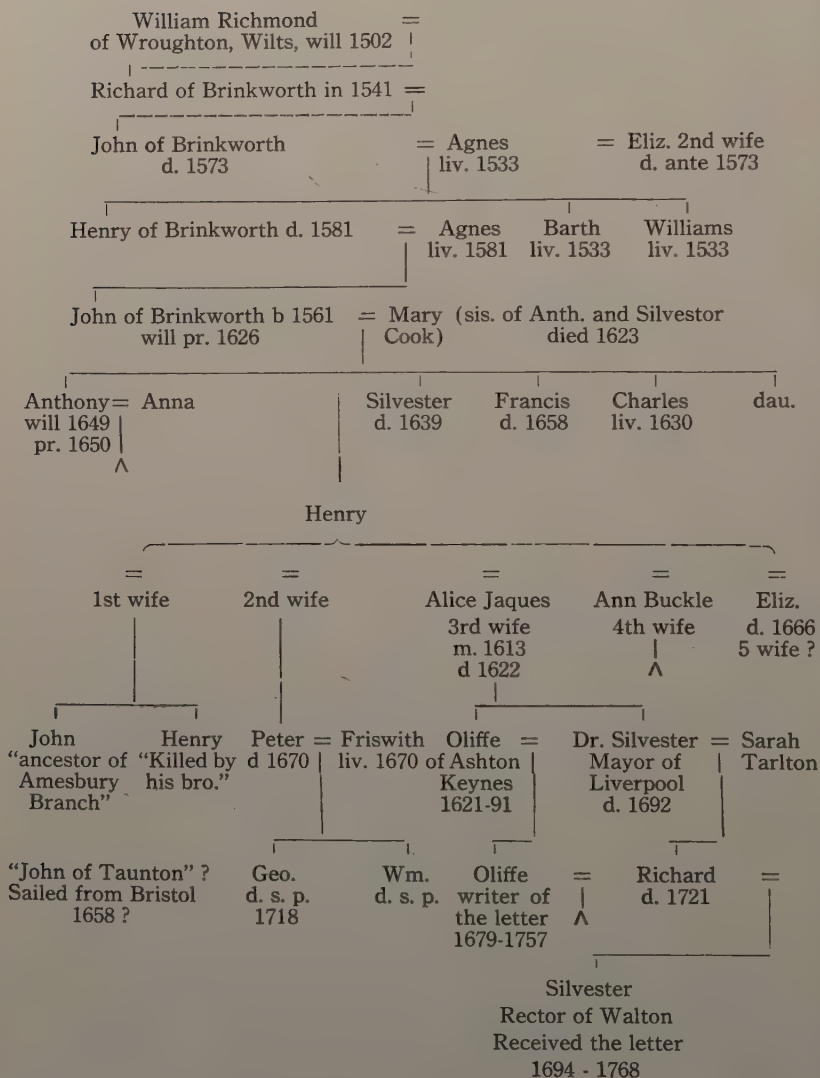 William Richmond =
of Wroughton, Wilts, will 1502
Richard of Brinkworth in 1541 =
John of Brinkworth = Agnes = Eliz. 2nd wife
d. 1573 liv. 1533 d. ante 1573
Henry of Brinkworth d. 1581 = Agnes Barth Williams
liv. 1581 liv. 1533 liv. 1533
John of Brinkworth b 1561 = Mary (sis. of Anth. and Silvestor
will pr. 1626 Cook) died 1623
Anthony = Anna Silvester Francis Charles dau.
will 1649 d. 1639 d. 1658 liv. 1630
pr. 1650
Henry
= = = = =
1st wife 2nd wife Alice Jaques Ann Buckle Eliz.
3rd wife 4th wife d. 1666
m. 1613 5 wife ?
d 1622
John Henry Peter = Friswith Oliffe = Dr. Silvester = Sarah
"ancestor of "Killed by d 1670 liv. 1670 of Ashton Mayor of Tarlton
Amesbury his bro." Keynes Liverpool
Branch" 1621-91 d. 1692
"John of Taunton" ? Geo. Wm. Oliffe = Richard =
Sailed from Bristol d. s. p. d. s. p. writer of d. 1721
1658 ? 1718 the letter
1679-1757
Silvester
Rector of Walton
Received the letter
1694 - 1768